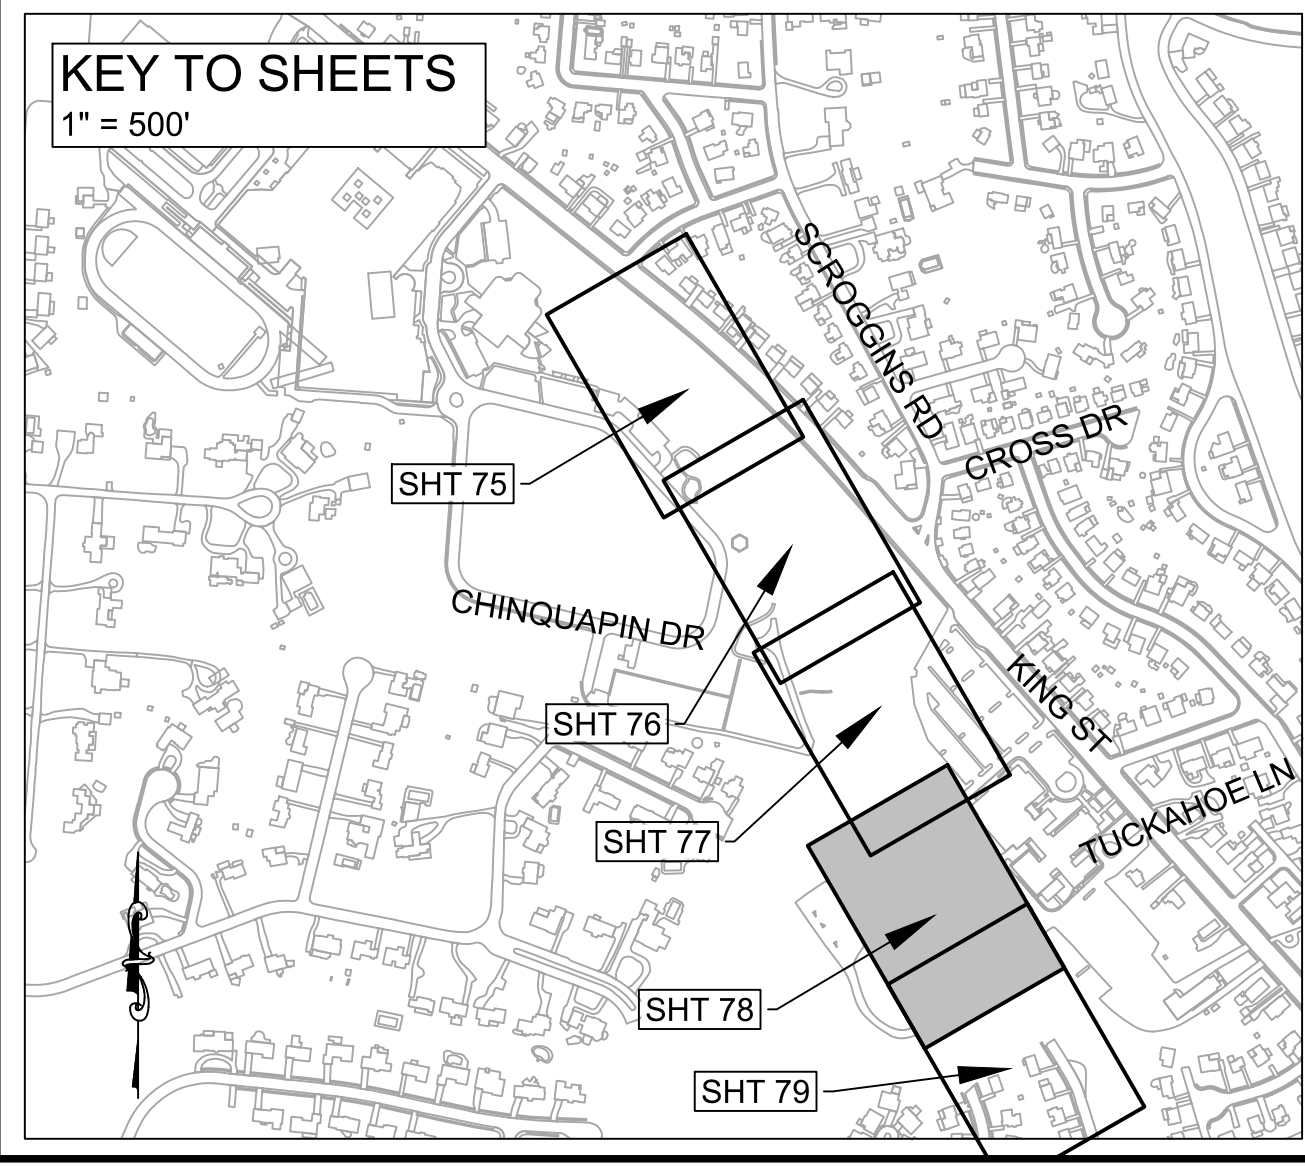 KEY TO SHEETS
1" = 500'
SCROGGINS RD
CROSS DR
SHT 75
CHINQUAPIN DR
KING ST
SHT 76
TUCKAHOE LN
SHT 77
SHT 78
SHT 79